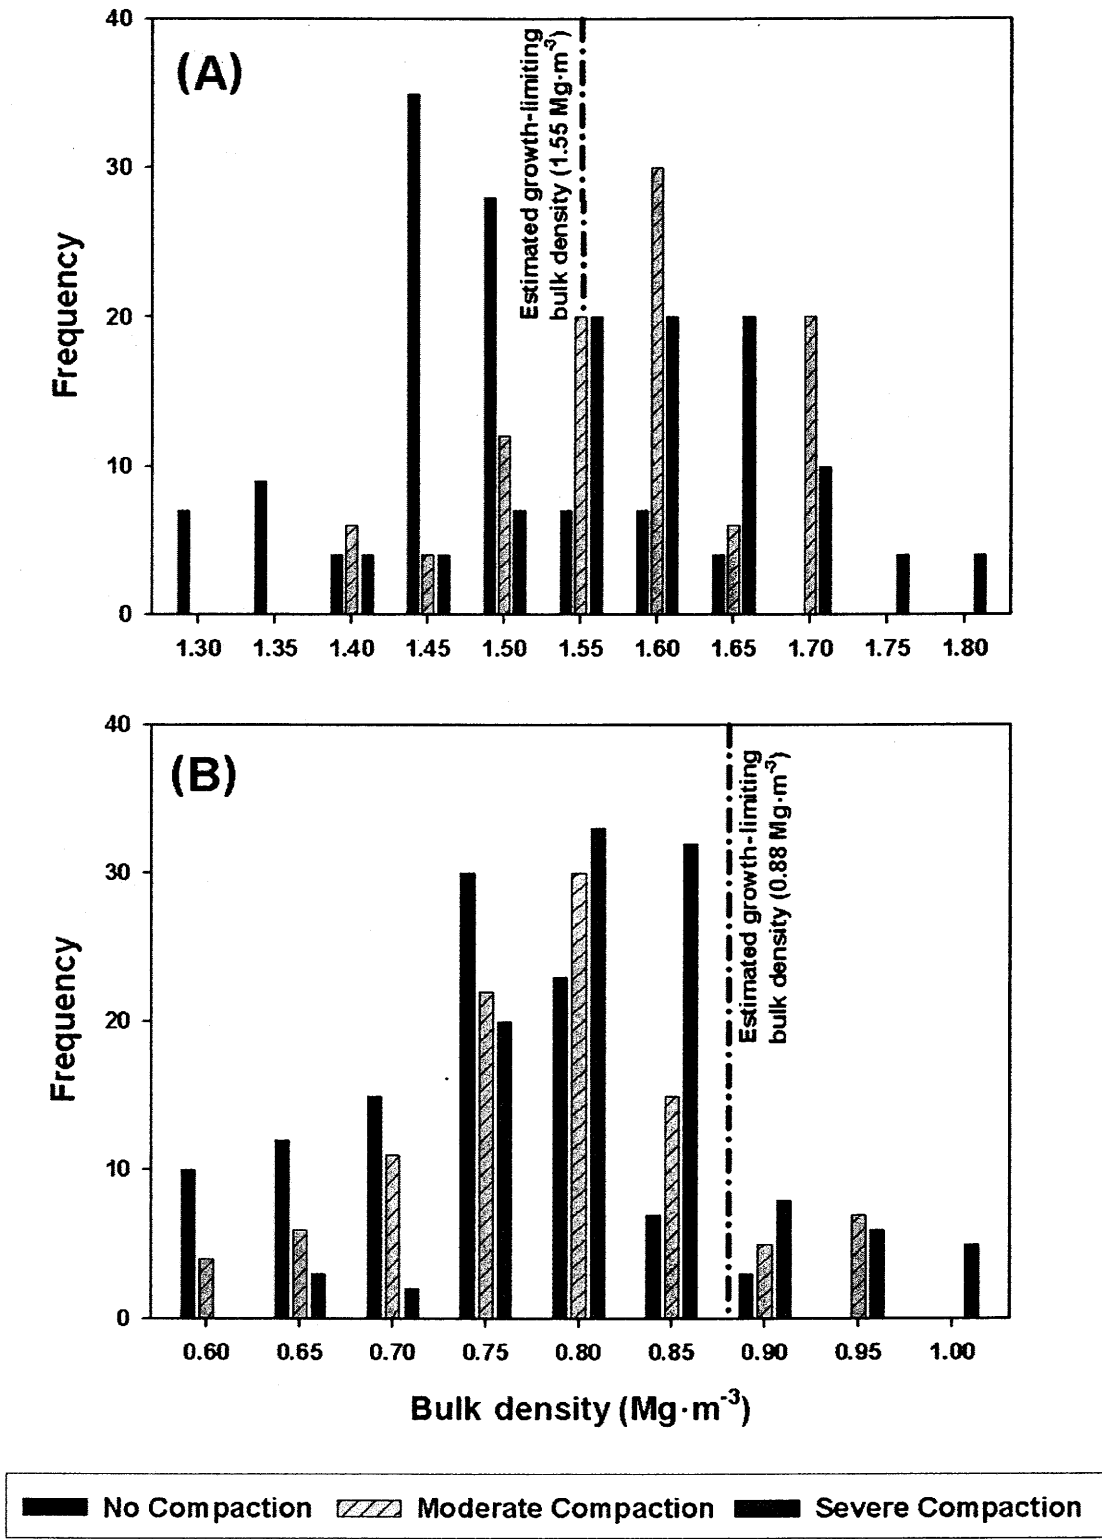 40
30
20
10
0
Frequency
(A)
Estimated growth-limiting
bulk density (1.55 Mg·m-3)
1.30 1.35 1.40 1.45 1.50 1.55 1.60 1.65 1.70 1.75 1.80
40
30
20
10
0
Frequency
(B)
Estimated growth-limiting
bulk density (0.88 Mg·m-3)
0.60 0.65 0.70 0.75 0.80 0.85 0.90 0.95 1.00
Bulk density (Mg·m-3)
No Compaction Moderate Compaction Severe Compaction